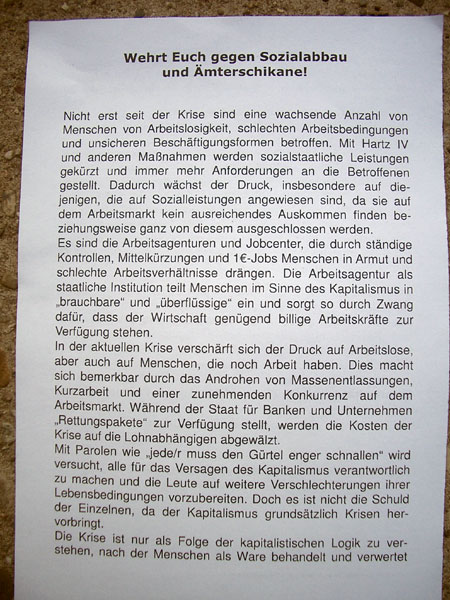 Wehrt Euch gegen Sozialabbau
und Ämterschikane!
Nicht erst seit der Krise sind eine wachsende Anzahl von
Menschen von Arbeitslosigkeit, schlechten Arbeitsbedingungen
und unsicheren Beschäftigungsformen betroffen. Mit Hartz IV
und anderen Maßnahmen werden sozialstaatliche Leistungen
gekürzt und immer mehr Anforderungen an die Betroffenen
gestellt. Dadurch wächst der Druck, insbesondere auf die-
jenigen, die auf Sozialleistungen angewiesen sind, da sie auf
dem Arbeitsmarkt kein ausreichendes Auskommen finden be-
ziehungsweise ganz von diesem ausgeschlossen werden.
Es sind die Arbeitsagenturen und Jobcenter, die durch ständige
Kontrollen, Mittelkürzungen und 1€-Jobs Menschen in Armut und
schlechte Arbeitsverhältnisse drängen. Die Arbeitsagentur als
staatliche Institution teilt Menschen im Sinne des Kapitalismus in
„brauchbare“ und „überflüssige“ ein und sorgt so durch Zwang
dafür, dass der Wirtschaft genügend billige Arbeitskräfte zur
Verfügung stehen.
In der aktuellen Krise verschärft sich der Druck auf Arbeitslose,
aber auch auf Menschen, die noch Arbeit haben. Dies macht
sich bemerkbar durch das Androhen von Massenentlassungen,
Kurzarbeit und einer zunehmenden Konkurrenz auf dem
Arbeitsmarkt. Während der Staat für Banken und Unternehmen
„Rettungspakete“ zur Verfügung stellt, werden die Kosten der
Krise auf die Lohnabhängigen abgewälzt.
Mit Parolen wie „jede/r muss den Gürtel enger schnallen“ wird
versucht, alle für das Versagen des Kapitalismus verantwortlich
zu machen und die Leute auf weitere Verschlechterungen ihrer
Lebensbedingungen vorzubereiten. Doch es ist nicht die Schuld
der Einzelnen, da der Kapitalismus grundsätzlich Krisen her-
vorbringt.
Die Krise ist nur als Folge der kapitalistischen Logik zu ver-
stehen, nach der Menschen als Ware behandelt und verwertet